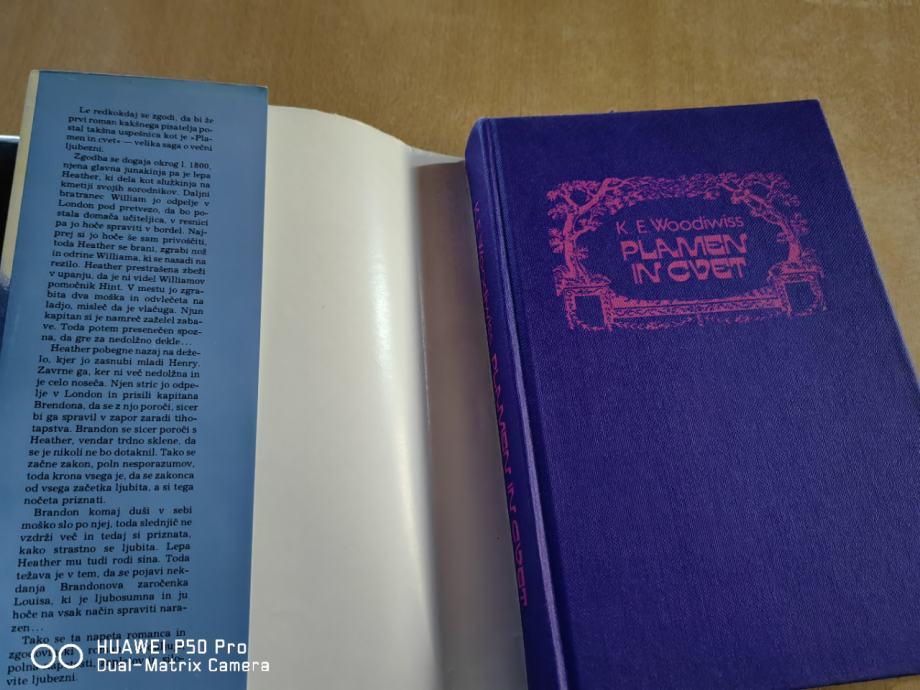 Le redkokdaj se zgodi, da bi že
prvi roman kakšnega pisatelja po-
stal takšna uspešnica kot je »Pla-
men in cvet« — velika saga o večni
ljubezni.
Zgodba se dogaja okrog l. 1800,
njena glavna junakinja pa je lepa
Heather, ki dela kot služkinja na
kmetiji svojih sorodnikov. Daljni
bratranec William jo odpelje v
London pod pretvezo, da bo po-
stala domača učiteljica, v resnici
pa jo hoče spraviti v bordel. Naj-
prej si jo hoče še sam privoščiti,
toda Heather se brani, zgrabi nož
in odrine Williama, ki se nasadi na
rezilo. Heather prestrašena zbeži
v upanju, da je ni videl Williamov
pomočnik Hint. V mestu jo zgra-
bita dva moška in odvlečeta na
ladjo, misleč da je vlačuga. Njun
kapitan si je namreč zaželel zaba-
ve. Toda potem presenečen spoz-
na, da gre za nedolžno dekle...
Heather pobegne nazaj na deže-
lo, kjer jo zasnubi mladi Henry.
Zavrne ga, ker ni več nedolžna in
je celo noseča. Njen stric jo odpe-
lje v London in prisili kapitana
Brendona, da se z njo poroči, sicer
bi ga spravil v zapor zaradi tiho-
tapstva. Brandon se sicer poroči s
Heather, vendar trdno sklene, da
se je nikoli ne bo dotaknil. Tako se
začne zakon, poln nesporazumov,
toda krona vsega je, da se zakonca
od vsega začetka ljubita, a si tega
nočeta priznati.
Brandon komaj duši v sebi
moško slo po njej, toda slednjič ne
vzdrži več in tedaj si priznata,
kako strastno se ljubita. Lepa
Heather mu tudi rodi sina. Toda
težava je v tem, da se pojavi nek-
danja Brandonova zaročenka
Louisa, ki je ljubosumna in ju
hoče na vsak način spraviti nara-
zen...
Tako se ta napeta romanca in
polna
vite ljubezni.
K. E. Woodiwiss
PLAMEN
IN CVET
PLAMEN IN CVET
HUAWEI P50 Pro
Dual-Matrix Camera